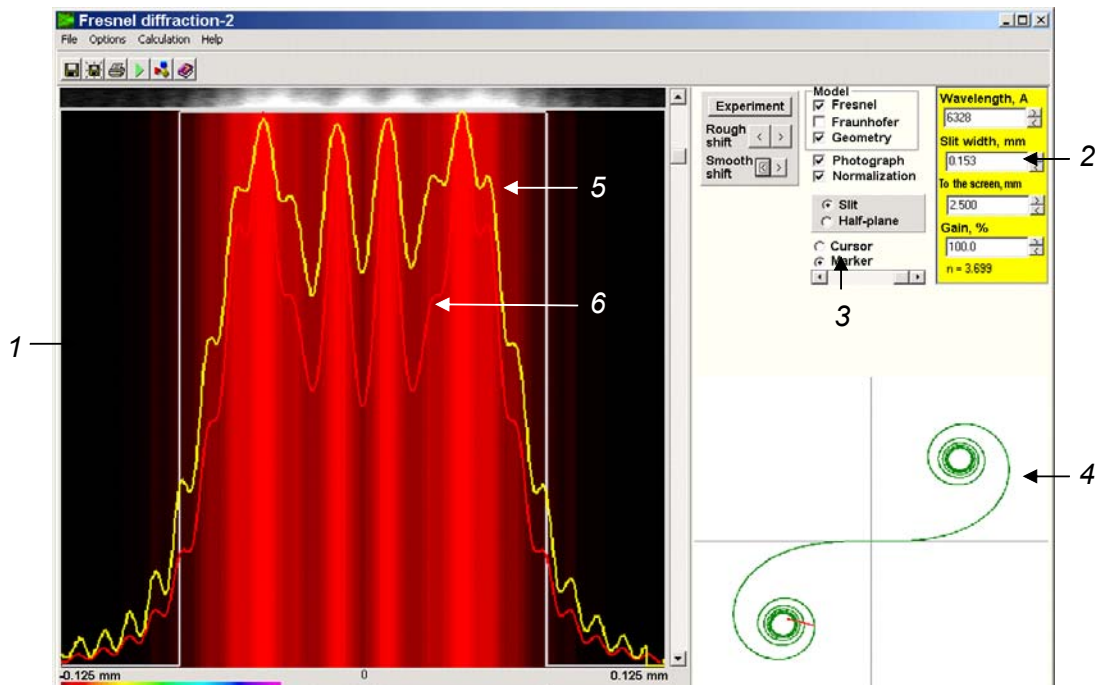 Fresnel diffraction-2
File Options Calculation Help
Experiment
Rough shift < >
Smooth shift < >
Model
Fresnel
Fraunhofer
Geometry
Photograph
Normalization
Slit
Half-plane
Cursor
Marker
Wavelength, A
6328
Slit width, mm
0.153
To the screen, mm
2.500
Gain, %
100.0
n = 3.699
1
2
3
4
5
6
-0.125 mm
0
0.125 mm